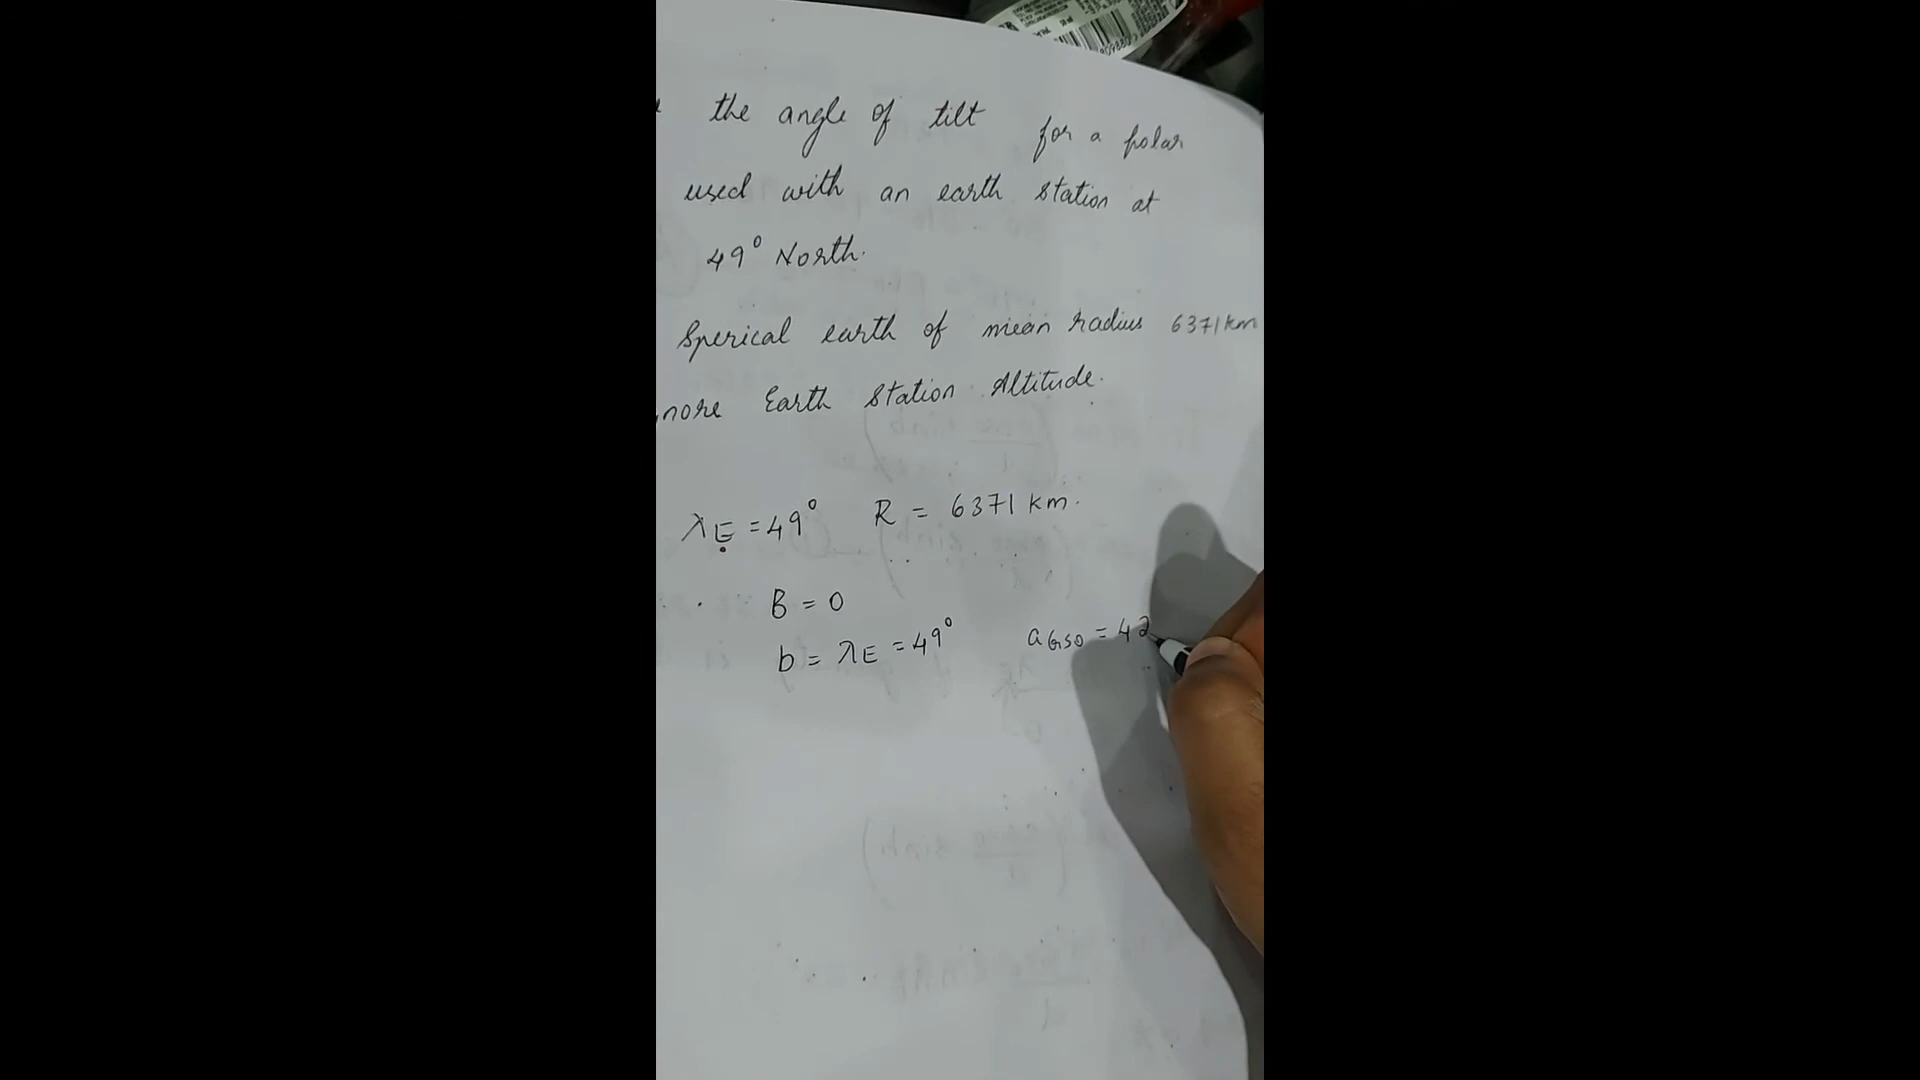 the angle of tilt for a polar
used with an earth station at
49° North.
Sperical earth of mean radius 6371 km
nore Earth Station Altitude.
λE = 49° R = 6371 km.
B = 0
b = λE = 49° aGSO = 42